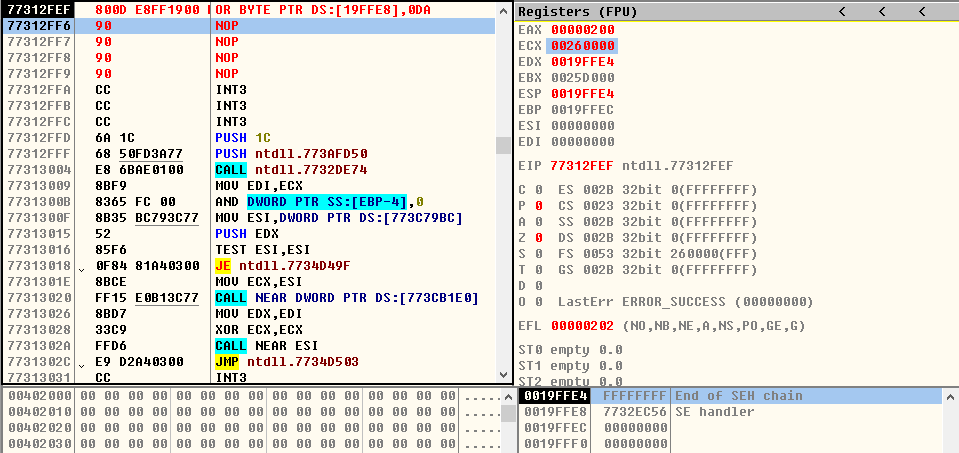 77312FEF 800D E8FF1900 OR BYTE PTR DS:[19FFE8],0DA
77312FF6 90 NOP
77312FF7 90 NOP
77312FF8 90 NOP
77312FF9 90 NOP
77312FFA CC INT3
77312FFB CC INT3
77312FFC CC INT3
77312FFD 6A 1C PUSH 1C
77312FFF 68 50FD3A77 PUSH ntdll.773AFD50
77313004 E8 6BAE0100 CALL ntdll.7732DE74
77313009 8BF9 MOV EDI,ECX
7731300B 8365 FC 00 AND DWORD PTR SS:[EBP-4],0
7731300F 8B35 BC793C77 MOV ESI,DWORD PTR DS:[773C79BC]
77313015 52 PUSH EDX
77313016 85F6 TEST ESI,ESI
77313018 0F84 81A40300 JE ntdll.7734D49F
7731301E 8BCE MOV ECX,ESI
77313020 FF15 E0B13C77 CALL NEAR DWORD PTR DS:[773CB1E0]
77313026 8BD7 MOV EDX,EDI
77313028 33C9 XOR ECX,ECX
7731302A FFD6 CALL NEAR ESI
7731302C E9 D2A40300 JMP ntdll.7734D503
77313031 CC INT3
Registers (FPU) < < <
EAX 00000200
ECX 00260000
EDX 0019FFE4
EBX 0025D000
ESP 0019FFE4
EBP 0019FFEC
ESI 00000000
EDI 00000000
EIP 77312FEF ntdll.77312FEF
C 0 ES 002B 32bit 0(FFFFFFFF)
P 0 CS 0023 32bit 0(FFFFFFFF)
A 0 SS 002B 32bit 0(FFFFFFFF)
Z 0 DS 002B 32bit 0(FFFFFFFF)
S 0 FS 0053 32bit 260000(FFF)
T 0 GS 002B 32bit 0(FFFFFFFF)
D 0
O 0 LastErr ERROR_SUCCESS (00000000)
EFL 00000202 (NO,NB,NE,A,NS,PO,GE,G)
ST0 empty 0.0
ST1 empty 0.0
ST2 empty 0.0
00402000 00 00 00 00 00 00 00 00 00 00 00 00 00 00 00 00 .....
00402010 00 00 00 00 00 00 00 00 00 00 00 00 00 00 00 00 .....
00402020 00 00 00 00 00 00 00 00 00 00 00 00 00 00 00 00 .....
00402030 00 00 00 00 00 00 00 00 00 00 00 00 00 00 00 00 .....
0019FFE4 FFFFFFFF End of SEH chain
0019FFE8 7732EC56 SE handler
0019FFEC 00000000
0019FFF0 00000000